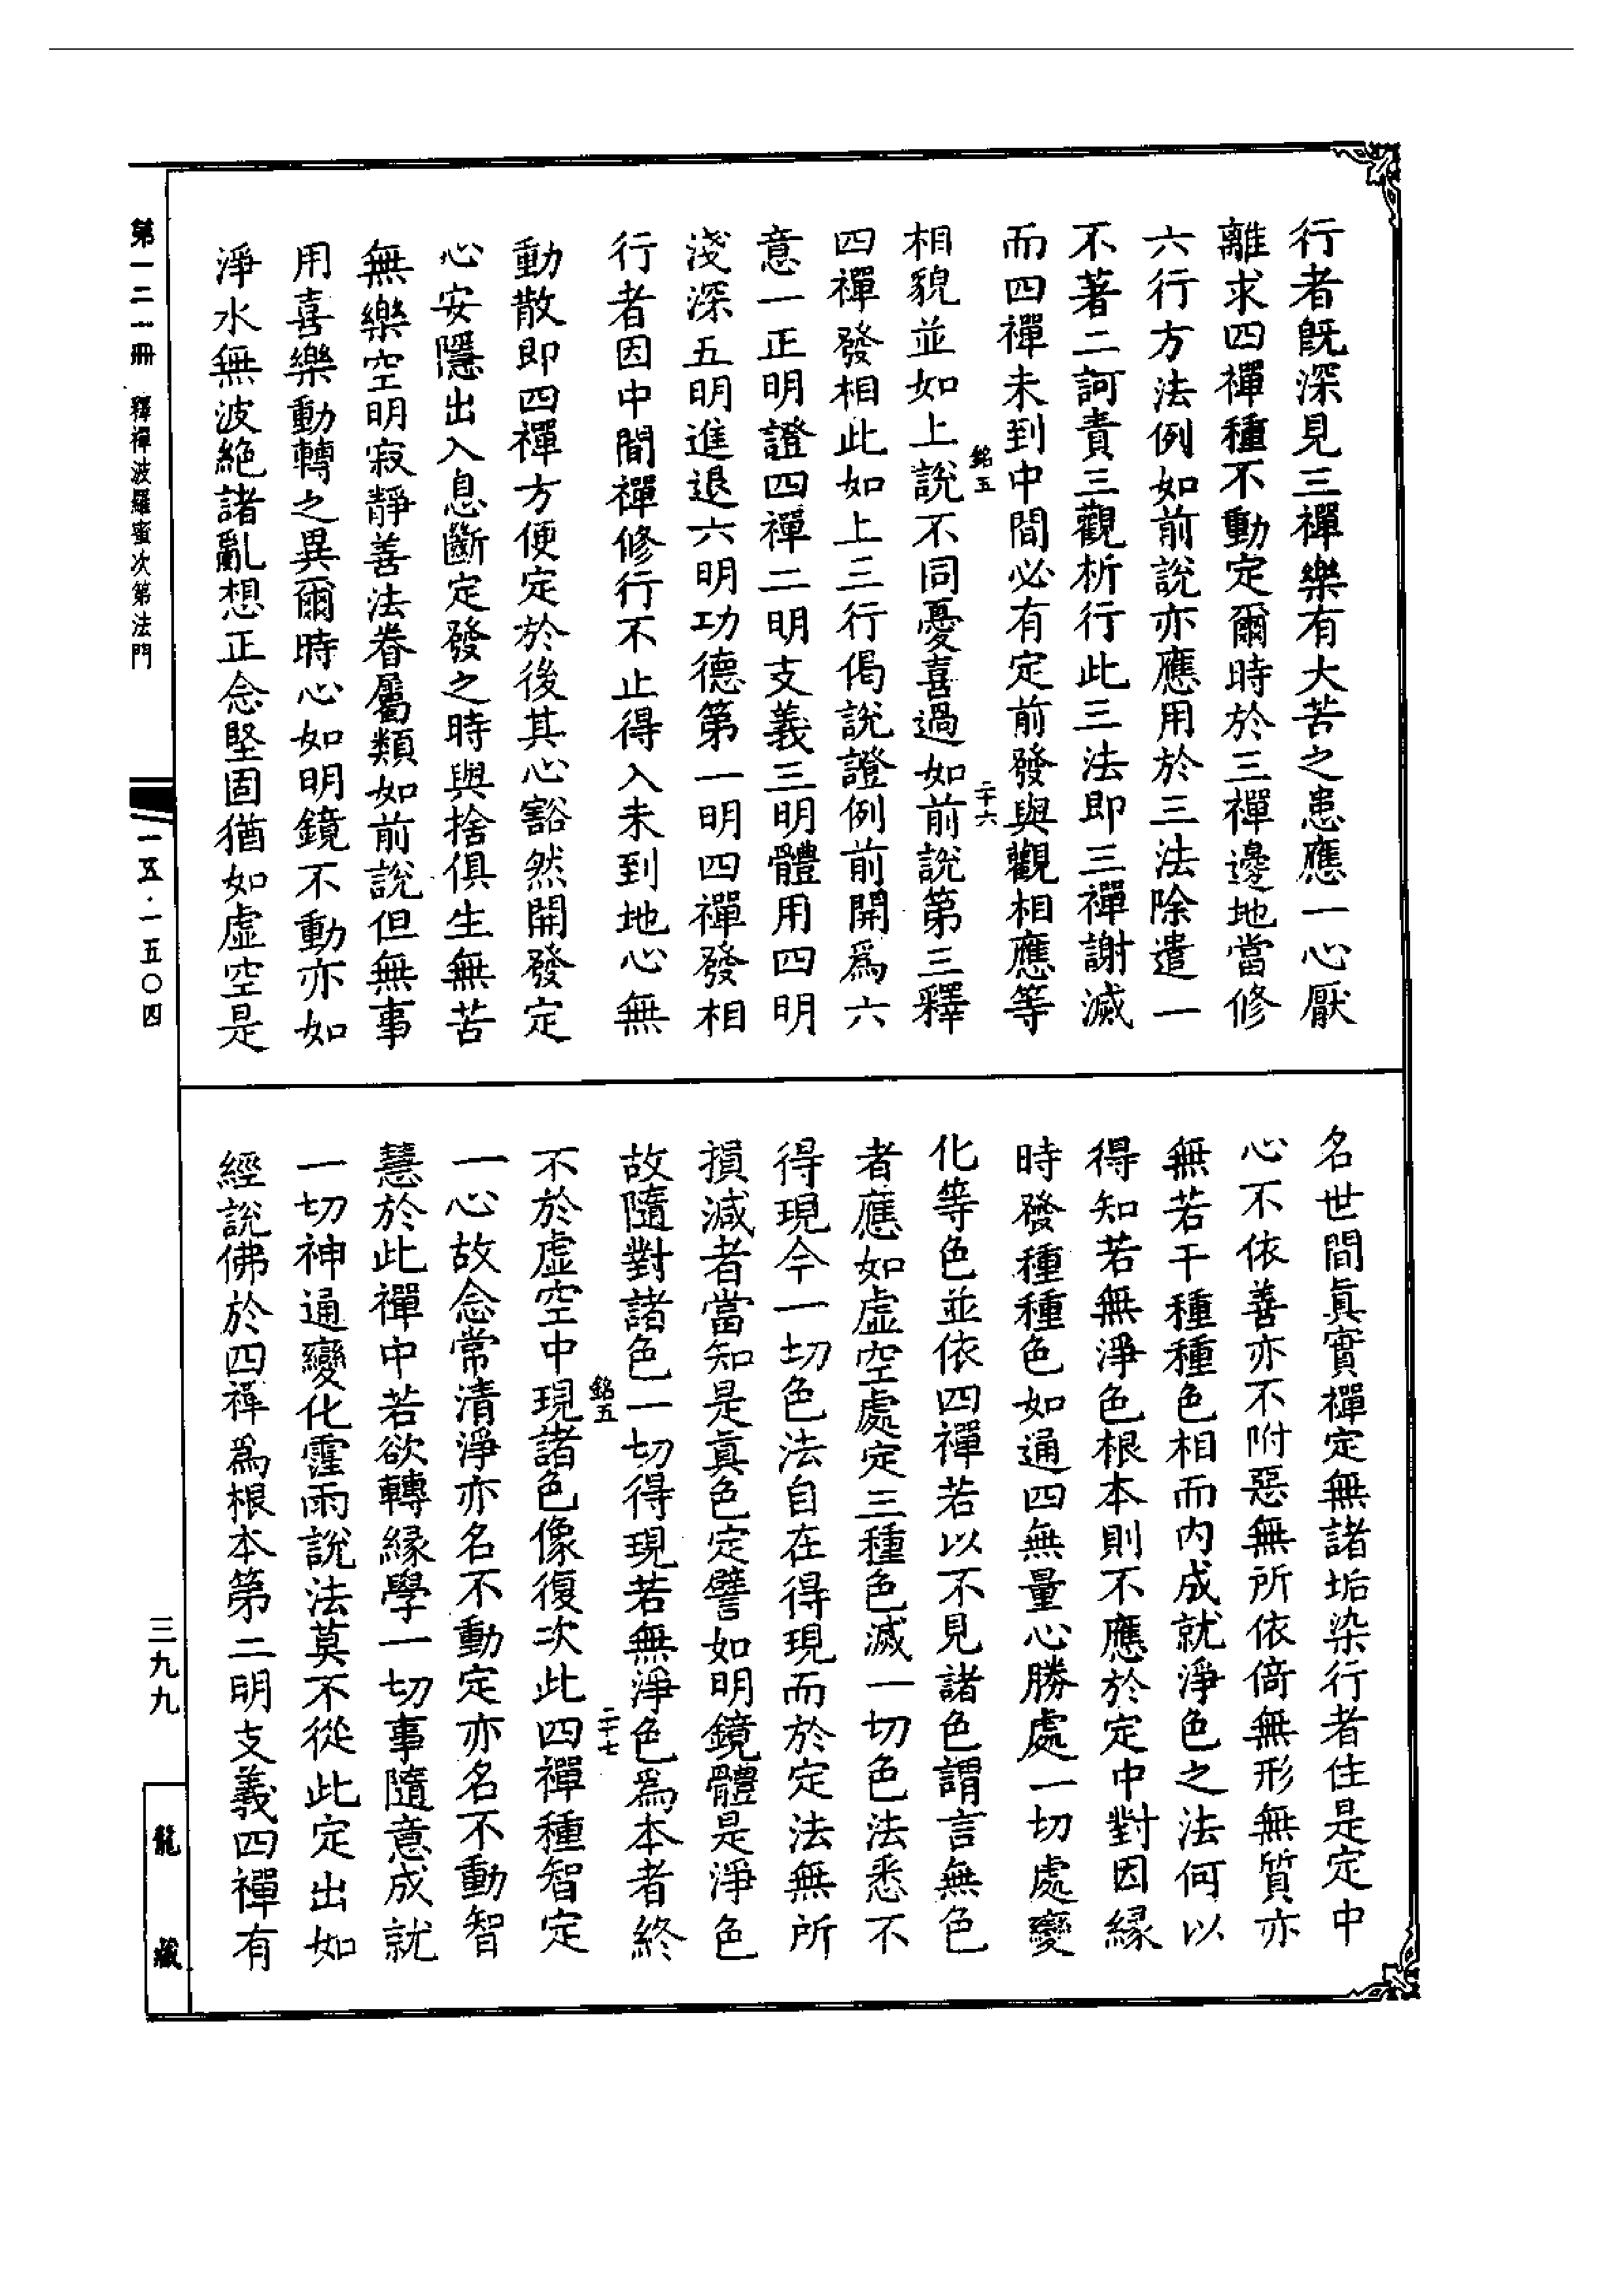 行者既深見三禪樂有大苦之患應一心厭
離求四禪種不動定爾時於三禪邊地當修
六行方法例如前說亦應用於三法除遣一
不著二訶責三觀析行此三法即三禪謝滅
而四禪未到中間必有定前發與觀相應等
銘五
二十六
相貌並如上說不同憂喜過如前說第三釋
四禪發相此如上三行偈說證例前開為六
意一正明證四禪二明支義三明體用四明
淺深五明進退六明功德第一明四禪發相
行者因中間禪修行不止得入未到地心無
動散即四禪方便定於後其心豁然開發定
心安隱出入息斷定發之時與捨俱生無苦
無樂空明寂靜善法眷屬類如前說但無事
用喜樂動轉之異爾時心如明鏡不動亦如
淨水無波絕諸亂想正念堅固猶如虛空是
名世間真實禪定無諸垢染行者住是定中
心不依善亦不附惡無所依倚無形無質亦
無若干種種色相而內成就淨色之法何以
得知若無淨色根本則不應於定中對因緣
時發種種色如通四無量心勝處一切處變
化等色並依四禪若以不見諸色謂言無色
者應如虛空處定三種色滅一切色法悉不
得現今一切色法自在得現而於定法無所
損減者當知是真色定譬如明鏡體是淨色
故隨對諸色一切得現若無淨色為本者終
銘五
二十七
不於虛空中現諸色像復次此四禪種智定
一心故念常清淨亦名不動定亦名不動智
慧於此禪中若欲轉緣學一切事隨意成就
一切神通變化霔雨說法莫不從此定出如
經說佛於四禪為根本第二明支義四禪有
第一二一冊
釋禪波羅蜜次第法門
一五·一五〇四
三九九
龍藏